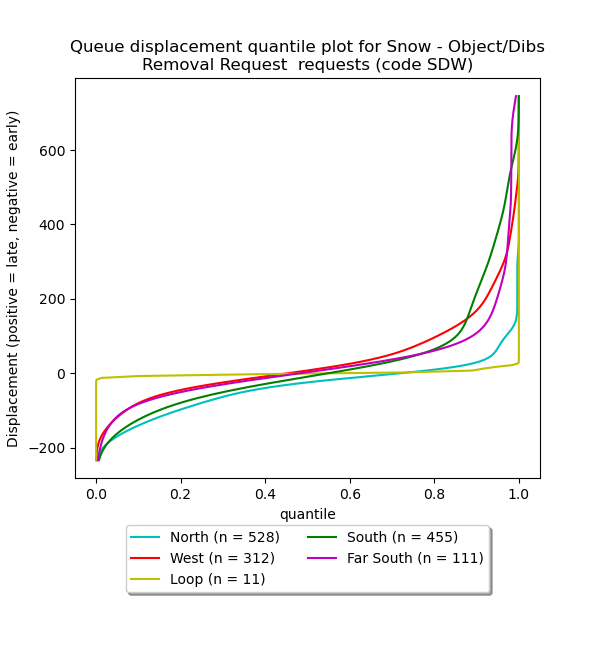 Queue displacement quantile plot for Snow - Object/Dibs
Removal Request  requests (code SDW)
Displacement (positive = late, negative = early)
600
400
200
0
−200
0.0 0.2 0.4 0.6 0.8 1.0
quantile
North (n = 528) South (n = 455)
West (n = 312) Far South (n = 111)
Loop (n = 11)